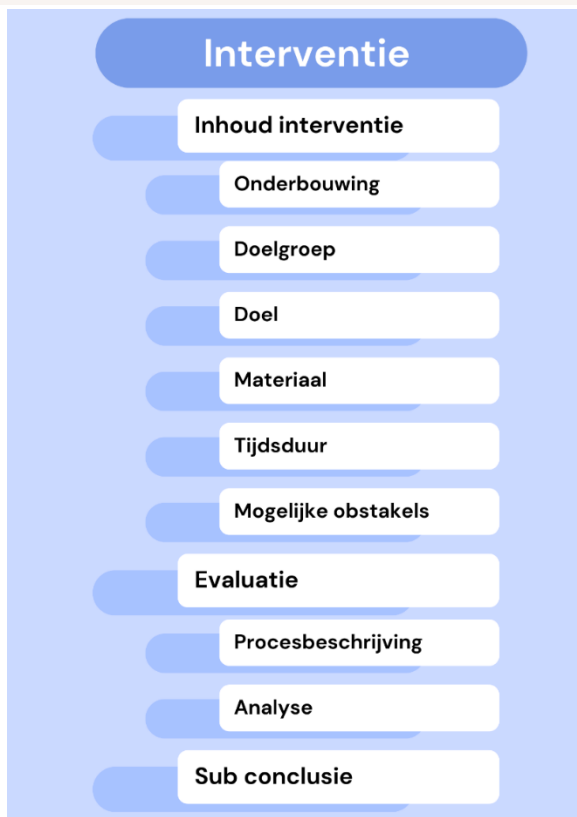 Interventie
Inhoud interventie
Onderbouwing
Doelgroep
Doel
Materiaal
Tijdsduur
Mogelijke obstakels
Evaluatie
Procesbeschrijving
Analyse
Sub conclusie